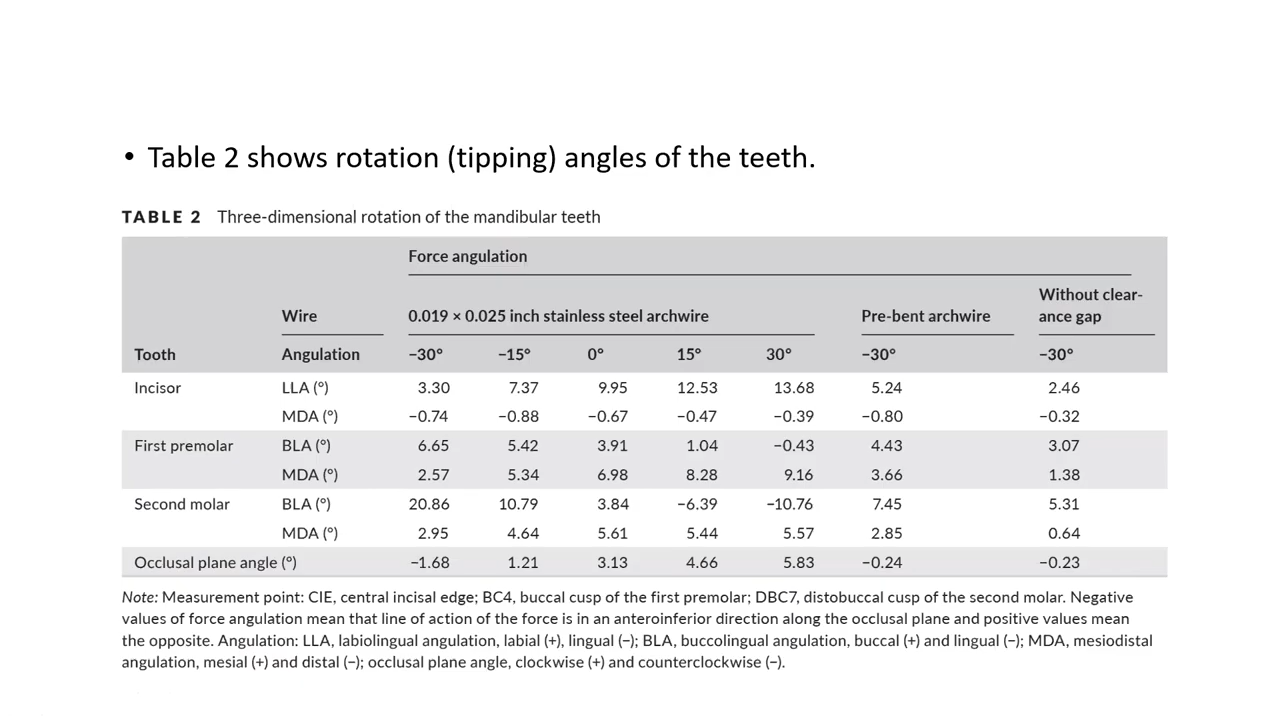 • Table 2 shows rotation (tipping) angles of the teeth.
TABLE 2 Three-dimensional rotation of the mandibular teeth
Force angulation
Wire 0.019 × 0.025 inch stainless steel archwire Pre-bent archwire Without clear-
ance gap
Tooth Angulation −30° −15° 0° 15° 30° −30° −30°
Incisor LLA (°) 3.30 7.37 9.95 12.53 13.68 5.24 2.46
MDA (°) −0.74 −0.88 −0.67 −0.47 −0.39 −0.80 −0.32
First premolar BLA (°) 6.65 5.42 3.91 1.04 −0.43 4.43 3.07
MDA (°) 2.57 5.34 6.98 8.28 9.16 3.66 1.38
Second molar BLA (°) 20.86 10.79 3.84 −6.39 −10.76 7.45 5.31
MDA (°) 2.95 4.64 5.61 5.44 5.57 2.85 0.64
Occlusal plane angle (°) −1.68 1.21 3.13 4.66 5.83 −0.24 −0.23
Note: Measurement point: CIE, central incisal edge; BC4, buccal cusp of the first premolar; DBC7, distobuccal cusp of the second molar. Negative
values of force angulation mean that line of action of the force is in an anteroinferior direction along the occlusal plane and positive values mean
the opposite. Angulation: LLA, labiolingual angulation, labial (+), lingual (−); BLA, buccolingual angulation, buccal (+) and lingual (−); MDA, mesiodistal
angulation, mesial (+) and distal (−); occlusal plane angle, clockwise (+) and counterclockwise (−).